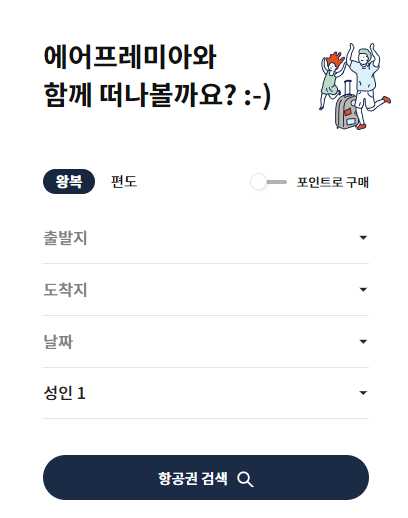 에어프레미아와
함께 떠나볼까요? :-)
왕복 편도 포인트로 구매
출발지
도착지
날짜
성인 1
항공권 검색